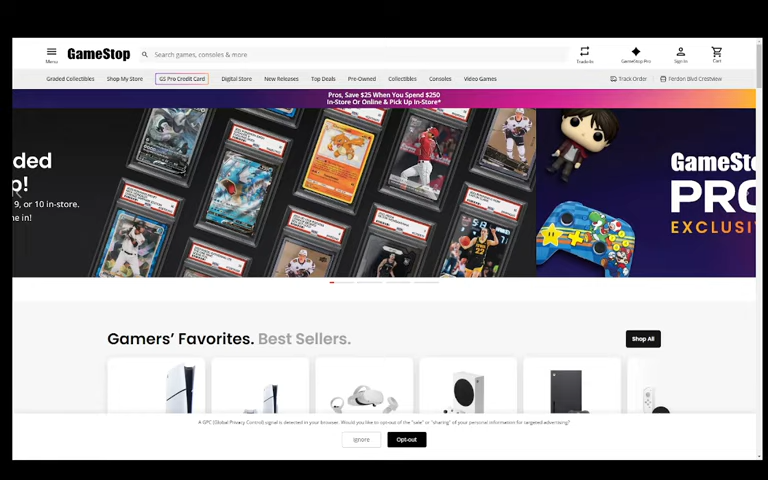 GameStop
Search games, consoles & more
Menu
Trade-In
GameStop Pro
Sign In
Cart
Graded Collectibles
Shop My Store
GS Pro Credit Card
Digital Store
New Releases
Top Deals
Pre-Owned
Collectibles
Consoles
Video Games
Track Order
Ferdon Blvd Crestview
Pros, Save $25 When You Spend $250
In-Store Or Online & Pick Up In-Store*
ded
p!
9, or 10 in-store.
ne in!
GameSto
PRO
EXCLUSI
Gamers' Favorites. Best Sellers.
Shop All
A GPC (Global Privacy Control) signal is detected in your browser. Would you like to opt-out of the "sale" or "sharing" of your personal information for targeted advertising?
Ignore
Opt-out